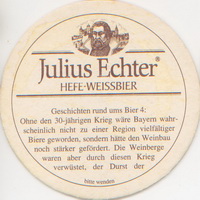 Julius Echter®
HEFE-WEISSBIER
Geschichten rund ums Bier 4:
Ohne den 30-jährigen Krieg wäre Bayern wahr-
scheinlich nicht zu einer Region vielfältiger
Biere geworden, sondern hätte den Weinbau
noch stärker gefördert. Die Weinberge
waren aber durch diesen Krieg
verwüstet, der Durst der
bitte wenden